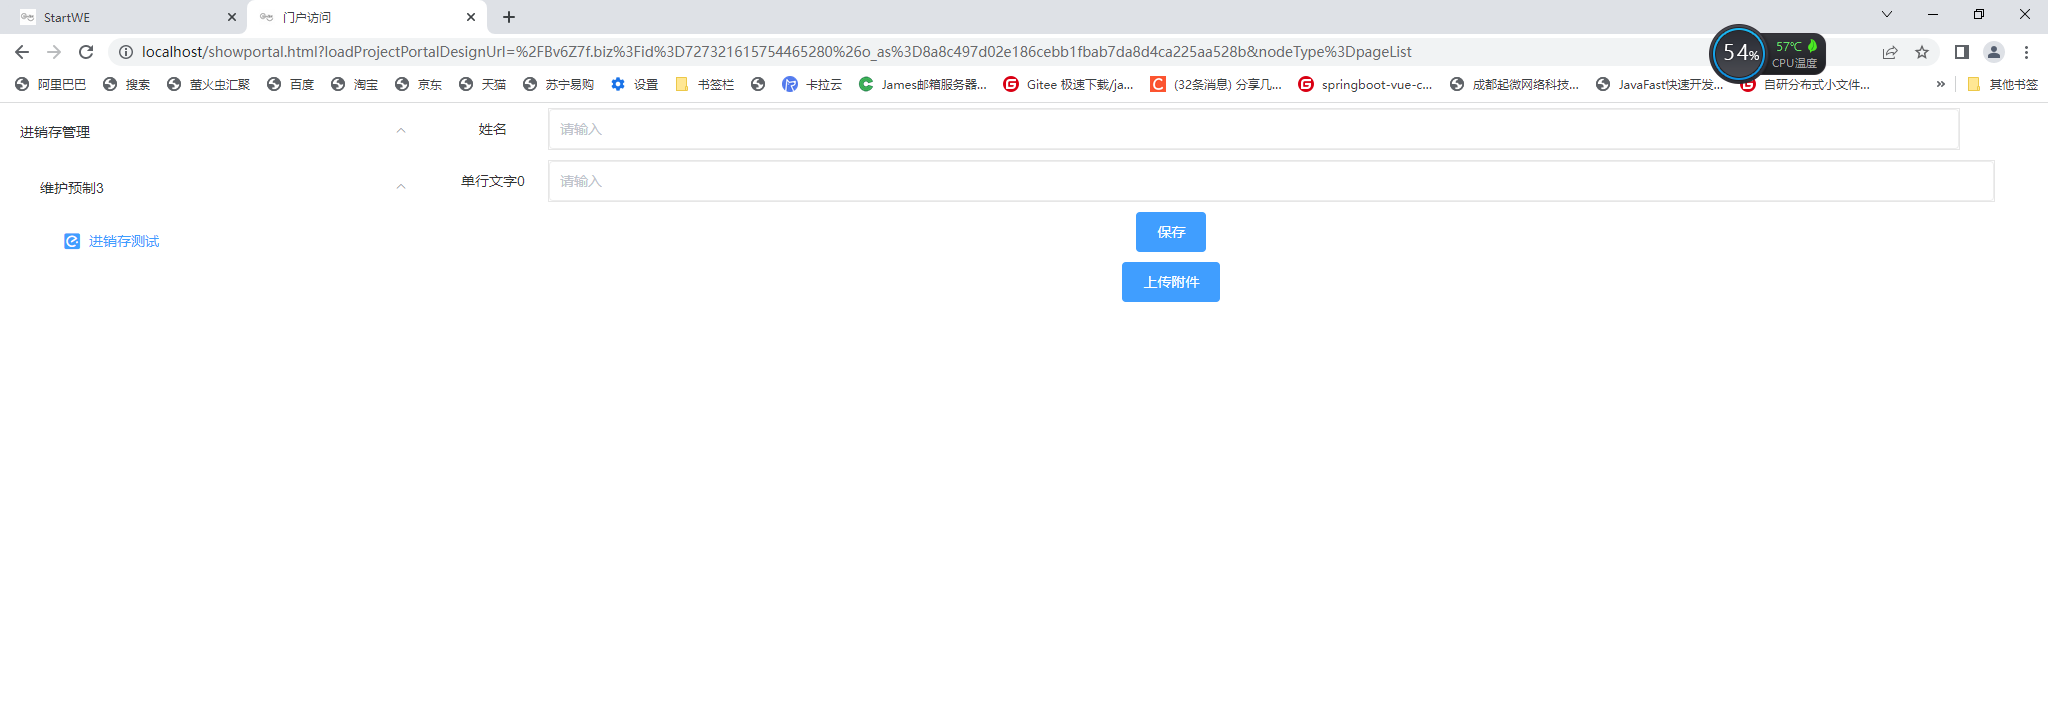 StartWE
门户访问
localhost/showportal.html?loadProjectPortalDesignUrl=%2FBv6Z7f.biz%3Fid%3D727321615754465280%26o_as%3D8a8c497d02e186cebb1fbab7da8d4ca225aa528b&nodeType%3DpageList
54%
57℃
CPU温度
阿里巴巴 搜索 萤火虫汇聚 百度 淘宝 京东 天猫 苏宁易购 设置 书签栏 卡拉云 James邮箱服务器... Gitee 极速下载/ja... (32条消息) 分享几... springboot-vue-c... 成都起微网络科技... JavaFast快速开发... 自研分布式小文件... » 其他书签
进销存管理
姓名 请输入
维护预制3
单行文字0 请输入
进销存测试
保存
上传附件